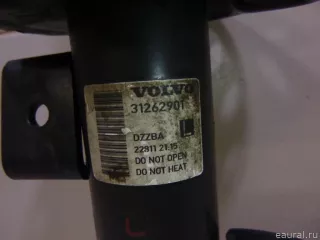 VOLVO
31262901
L
DZZBA
22811 21 15
DO NOT OPEN
DO NOT HEAT
L
© eaural.ru